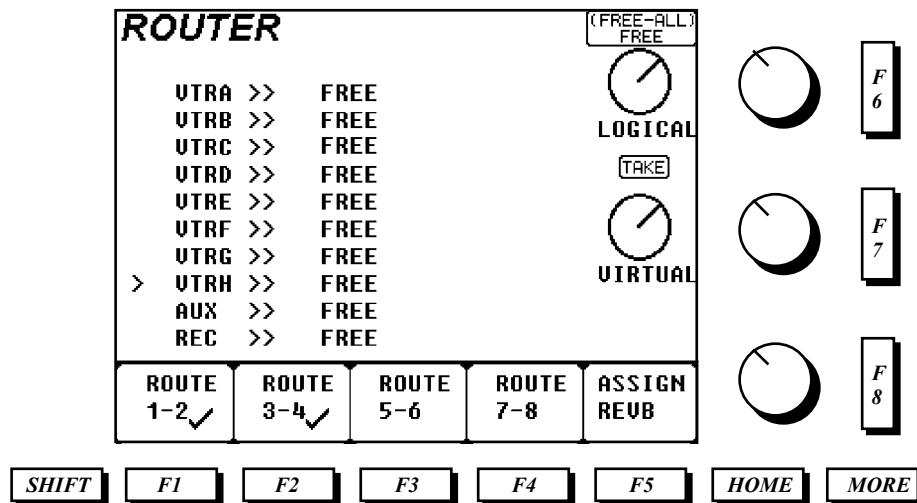 ROUTER
(FREE-ALL)
FREE
VTRA >> FREE
VTRB >> FREE
VTRC >> FREE
VTRD >> FREE
VTRE >> FREE
VTRF >> FREE
VTRG >> FREE
> VTRH >> FREE
AUX >> FREE
REC >> FREE
LOGICAL
TAKE
VIRTUAL
F
6
F
7
F
8
ROUTE
1-2✓
ROUTE
3-4✓
ROUTE
5-6
ROUTE
7-8
ASSIGN
REVB
SHIFT
F1
F2
F3
F4
F5
HOME
MORE